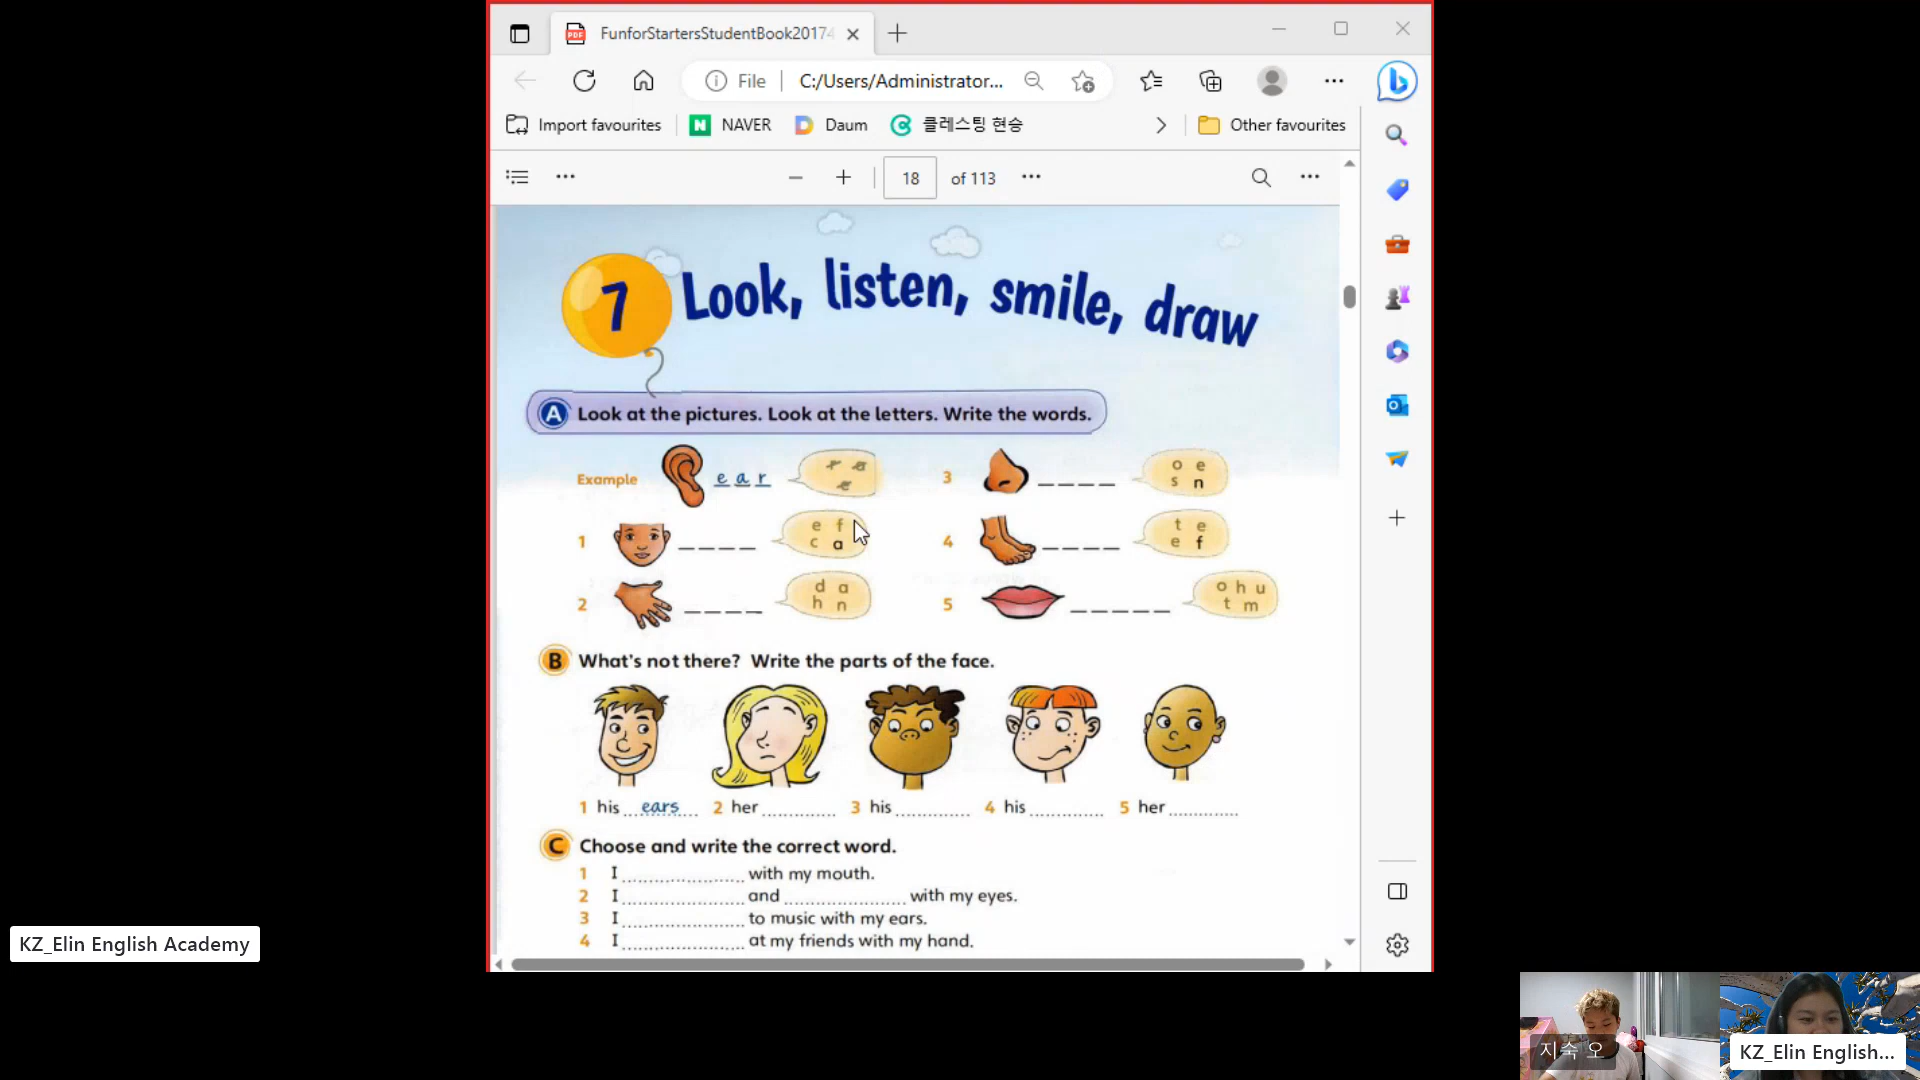 FunforStartersStudentBook20174
File C:/Users/Administrator...
Import favourites NAVER Daum 클레스팅 현승 Other favourites
18 of 113
7 Look, listen, smile, draw
A Look at the pictures. Look at the letters. Write the words.
Example e a r r a e
3 _ _ _ _ o e s n
1 _ _ _ _ e f c a
4 _ _ _ _ t e e f
2 _ _ _ _ d a h n
5 _ _ _ _ _ o h u t m
B What's not there? Write the parts of the face.
1 his ears 2 her 3 his 4 his 5 her
C Choose and write the correct word.
1 I with my mouth.
2 I and with my eyes.
3 I to music with my ears.
4 I at my friends with my hand.
KZ_Elin English Academy
지숙 오
KZ_Elin English...